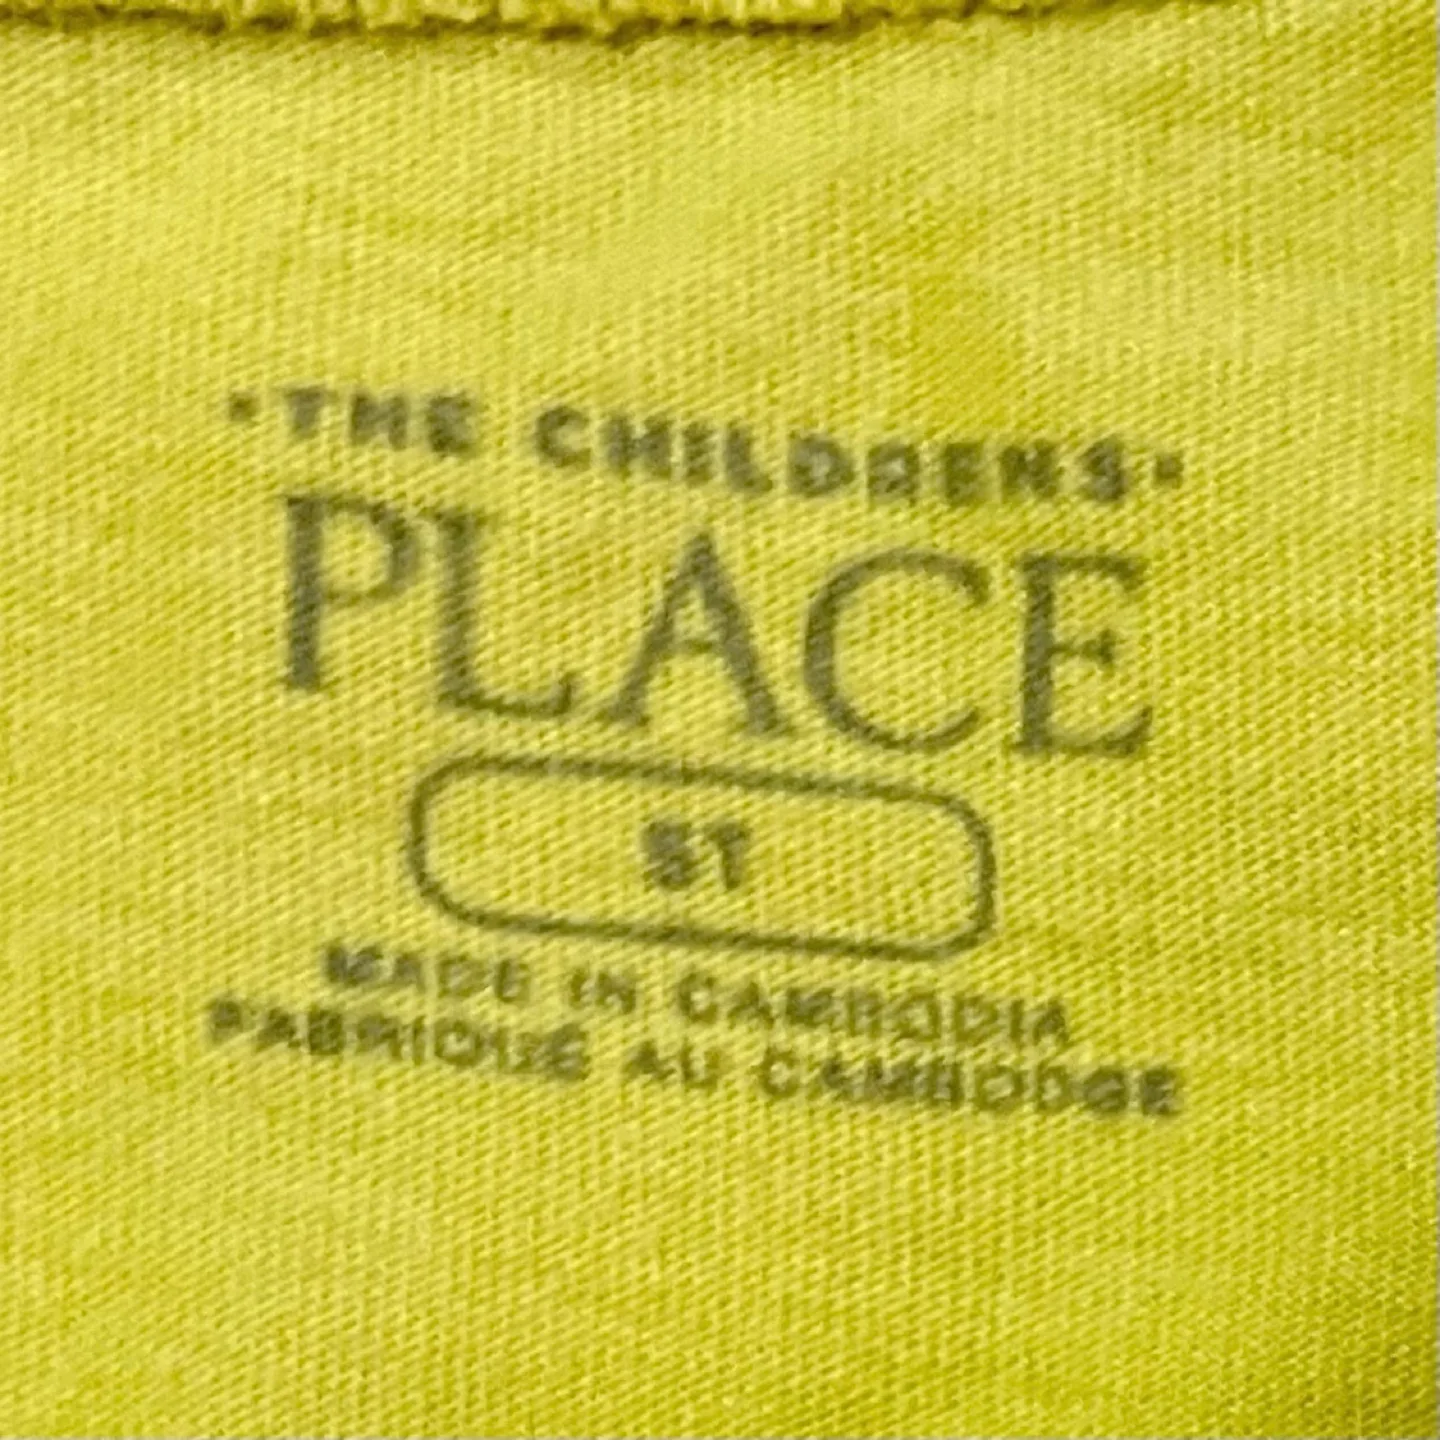 •THE CHILDRENS•
PLACE
5T
MADE IN CAMBODIA
FABRIQUÉ AU CAMBODGE